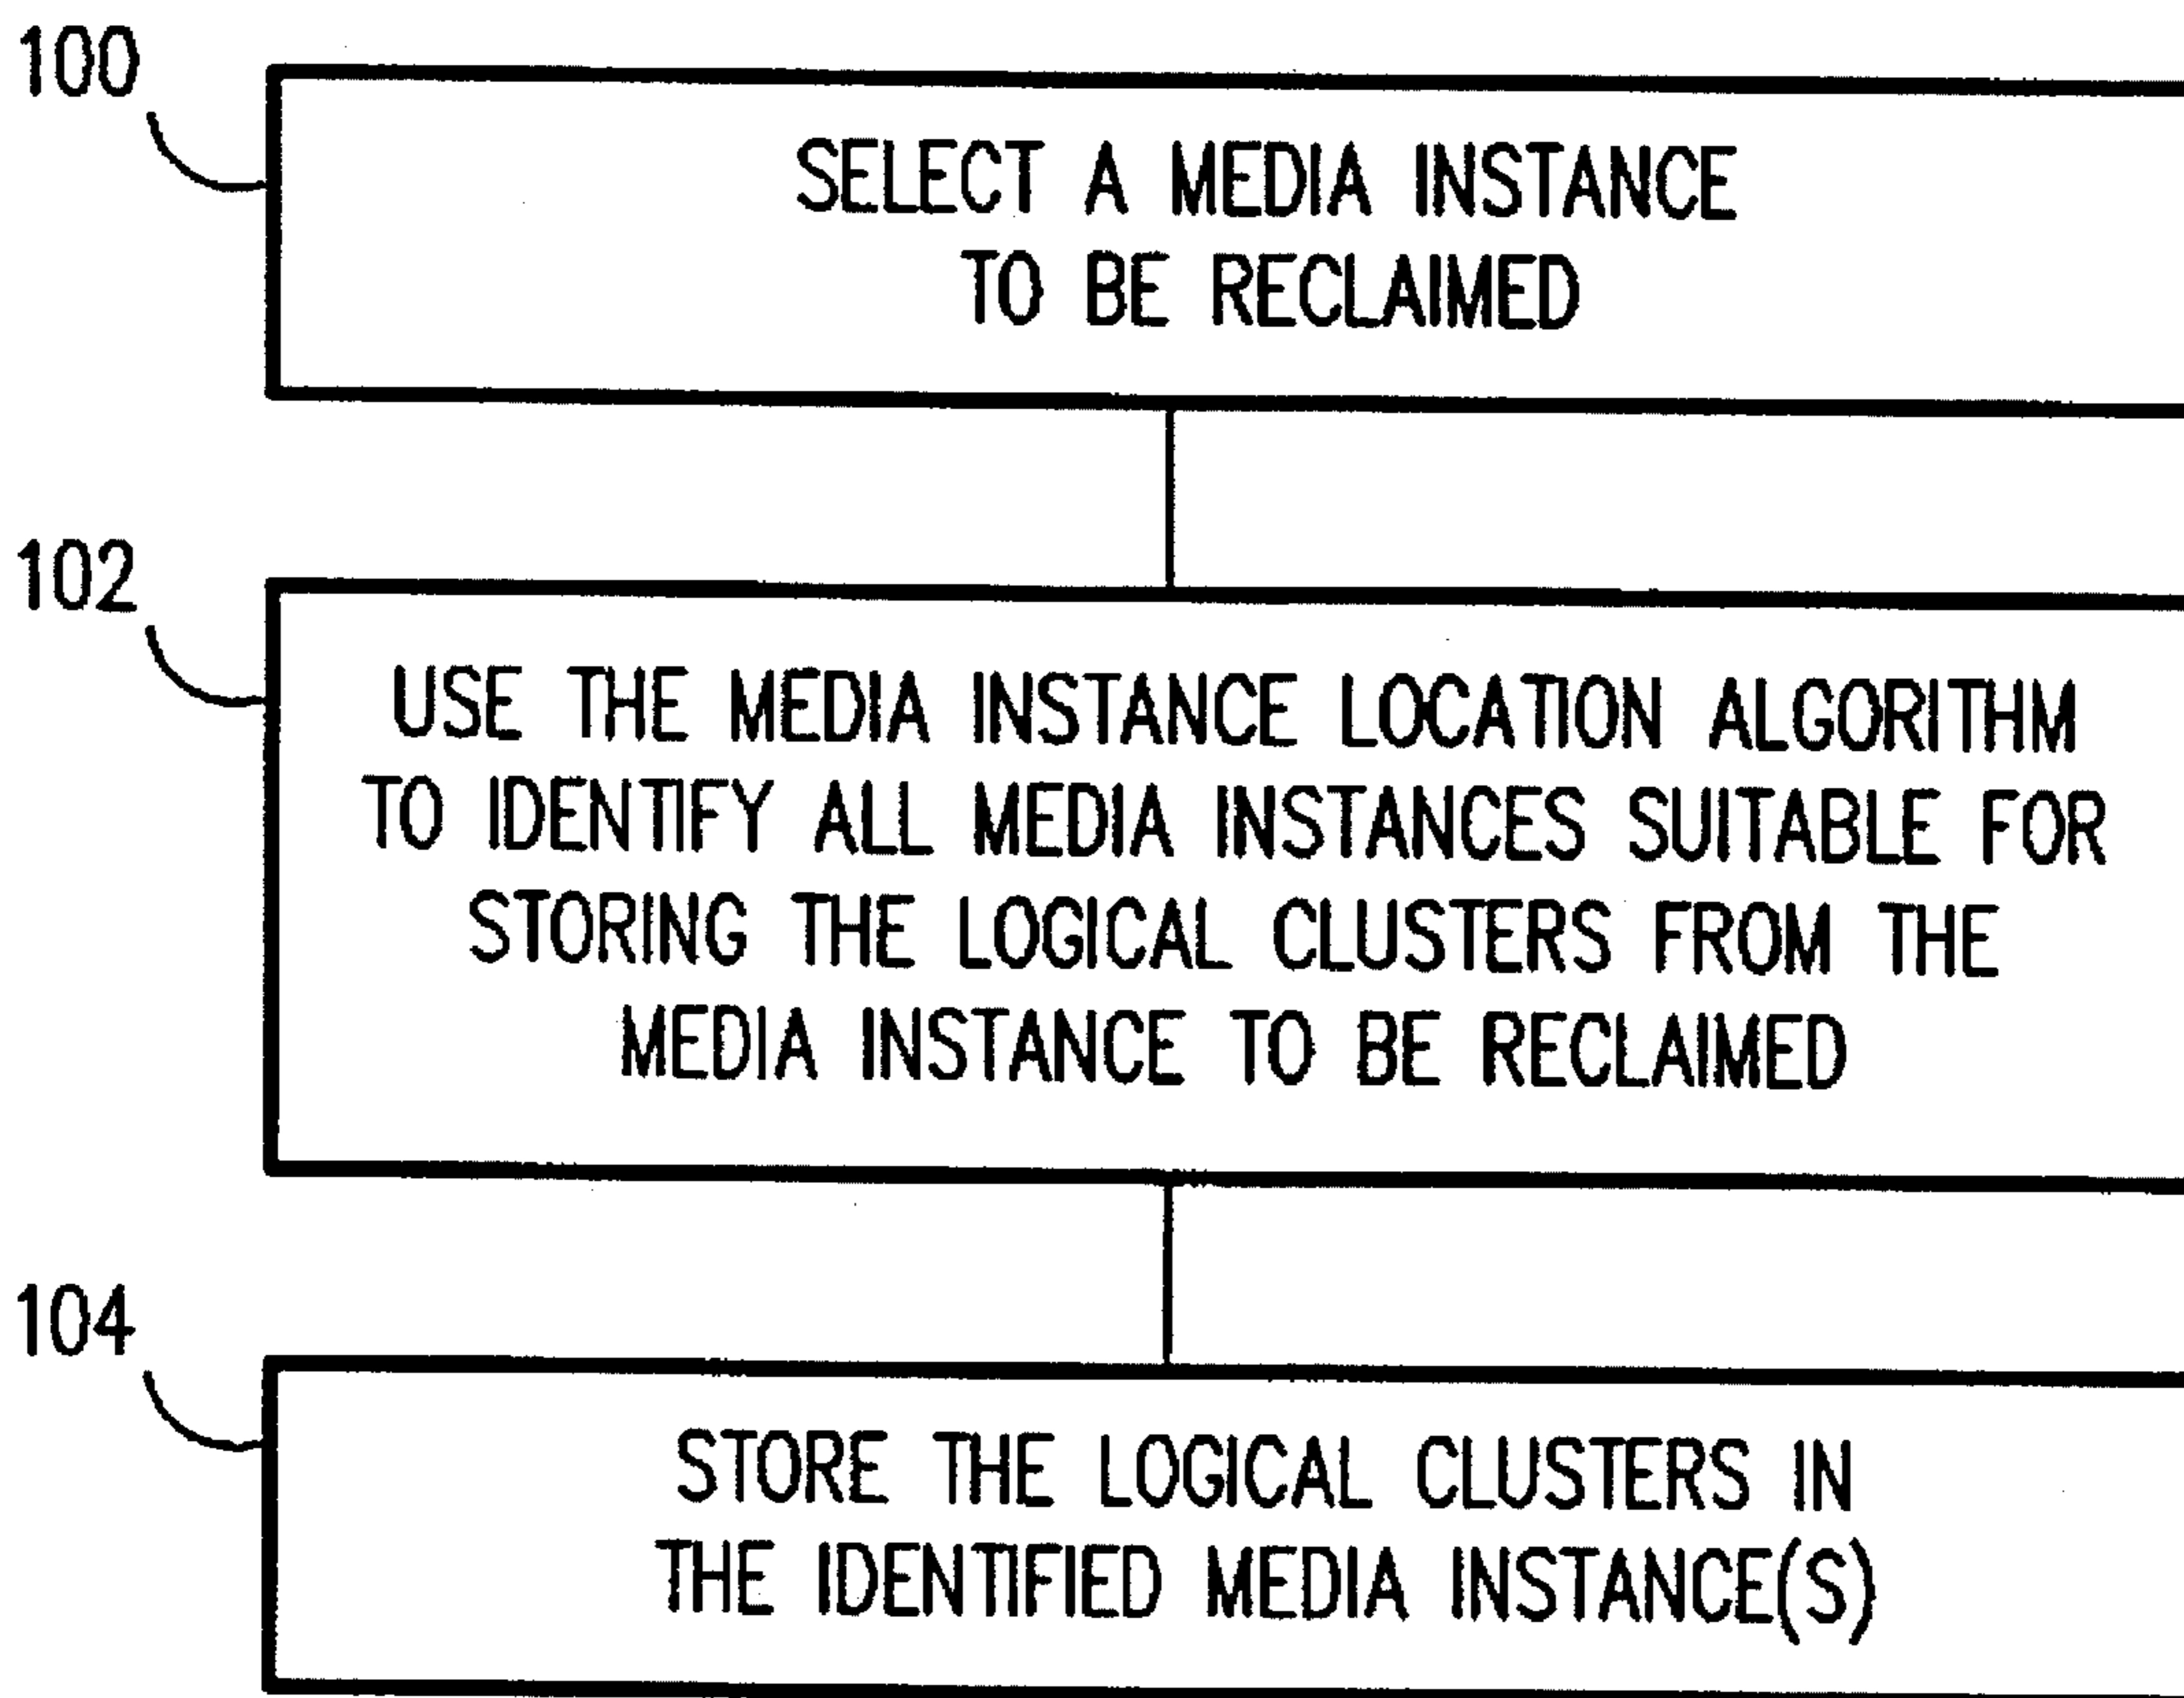 100
SELECT A MEDIA INSTANCE
TO BE RECLAIMED
102
USE THE MEDIA INSTANCE LOCATION ALGORITHM
TO IDENTIFY ALL MEDIA INSTANCES SUITABLE FOR
STORING THE LOGICAL CLUSTERS FROM THE
MEDIA INSTANCE TO BE RECLAIMED
104
STORE THE LOGICAL CLUSTERS IN
THE IDENTIFIED MEDIA INSTANCE(S)